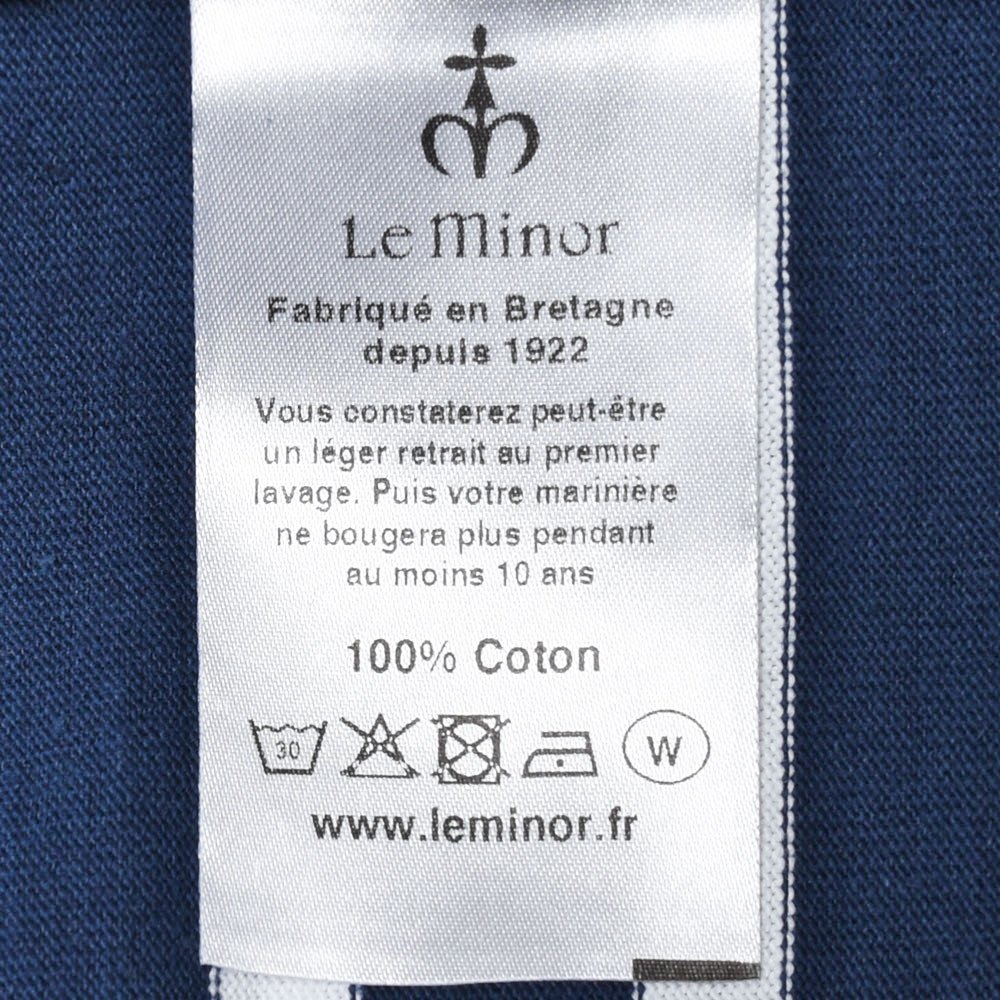 Le Minor
Fabriqué en Bretagne
depuis 1922
Vous constaterez peut-être
un léger retrait au premier
lavage. Puis votre marinière
ne bougera plus pendant
au moins 10 ans
100% Coton
30 W
www.leminor.fr